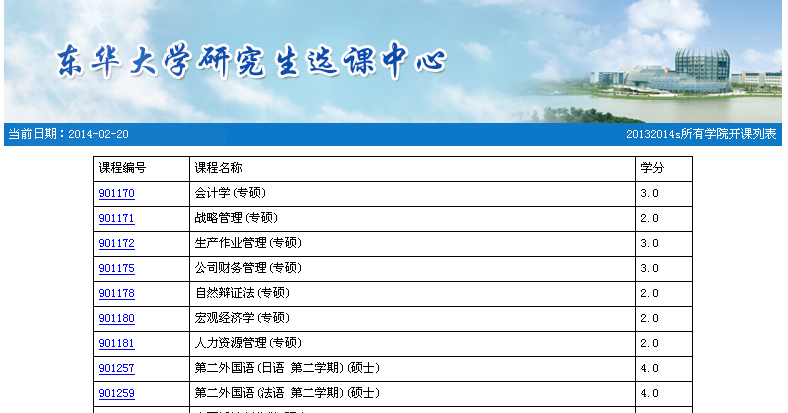 东华大学研究生选课中心
当前日期：2014-02-20 20132014s所有学院开课列表
课程编号 课程名称 学分
901170 会计学(专硕) 3.0
901171 战略管理(专硕) 2.0
901172 生产作业管理(专硕) 3.0
901175 公司财务管理(专硕) 3.0
901178 自然辩证法(专硕) 2.0
901180 宏观经济学(专硕) 2.0
901181 人力资源管理(专硕) 2.0
901257 第二外国语(日语 第二学期)(硕士) 4.0
901259 第二外国语(法语 第二学期)(硕士) 4.0